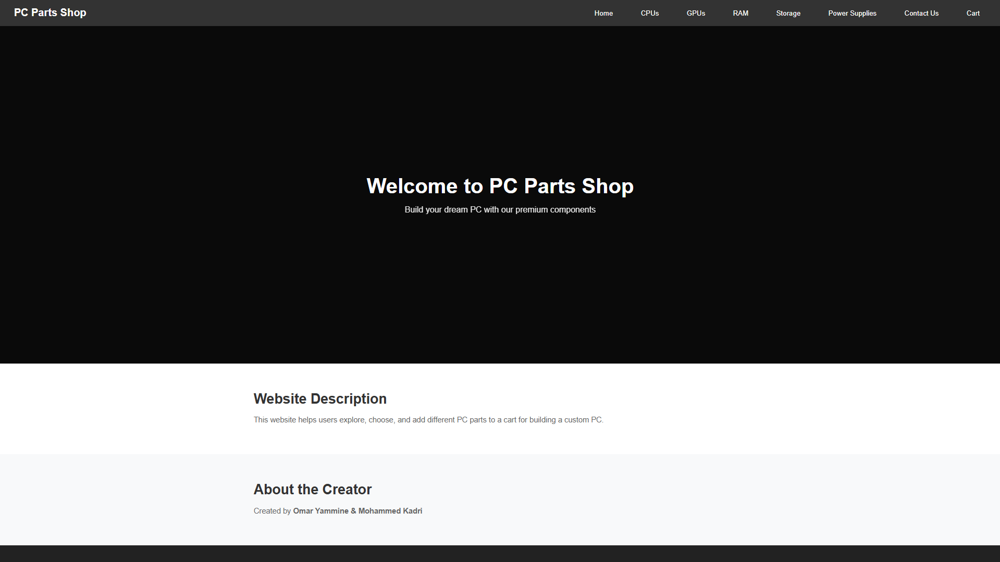 PC Parts Shop
Home CPUs GPUs RAM Storage Power Supplies Contact Us Cart
Welcome to PC Parts Shop
Build your dream PC with our premium components
Website Description
This website helps users explore, choose, and add different PC parts to a cart for building a custom PC.
About the Creator
Created by Omar Yammine & Mohammed Kadri